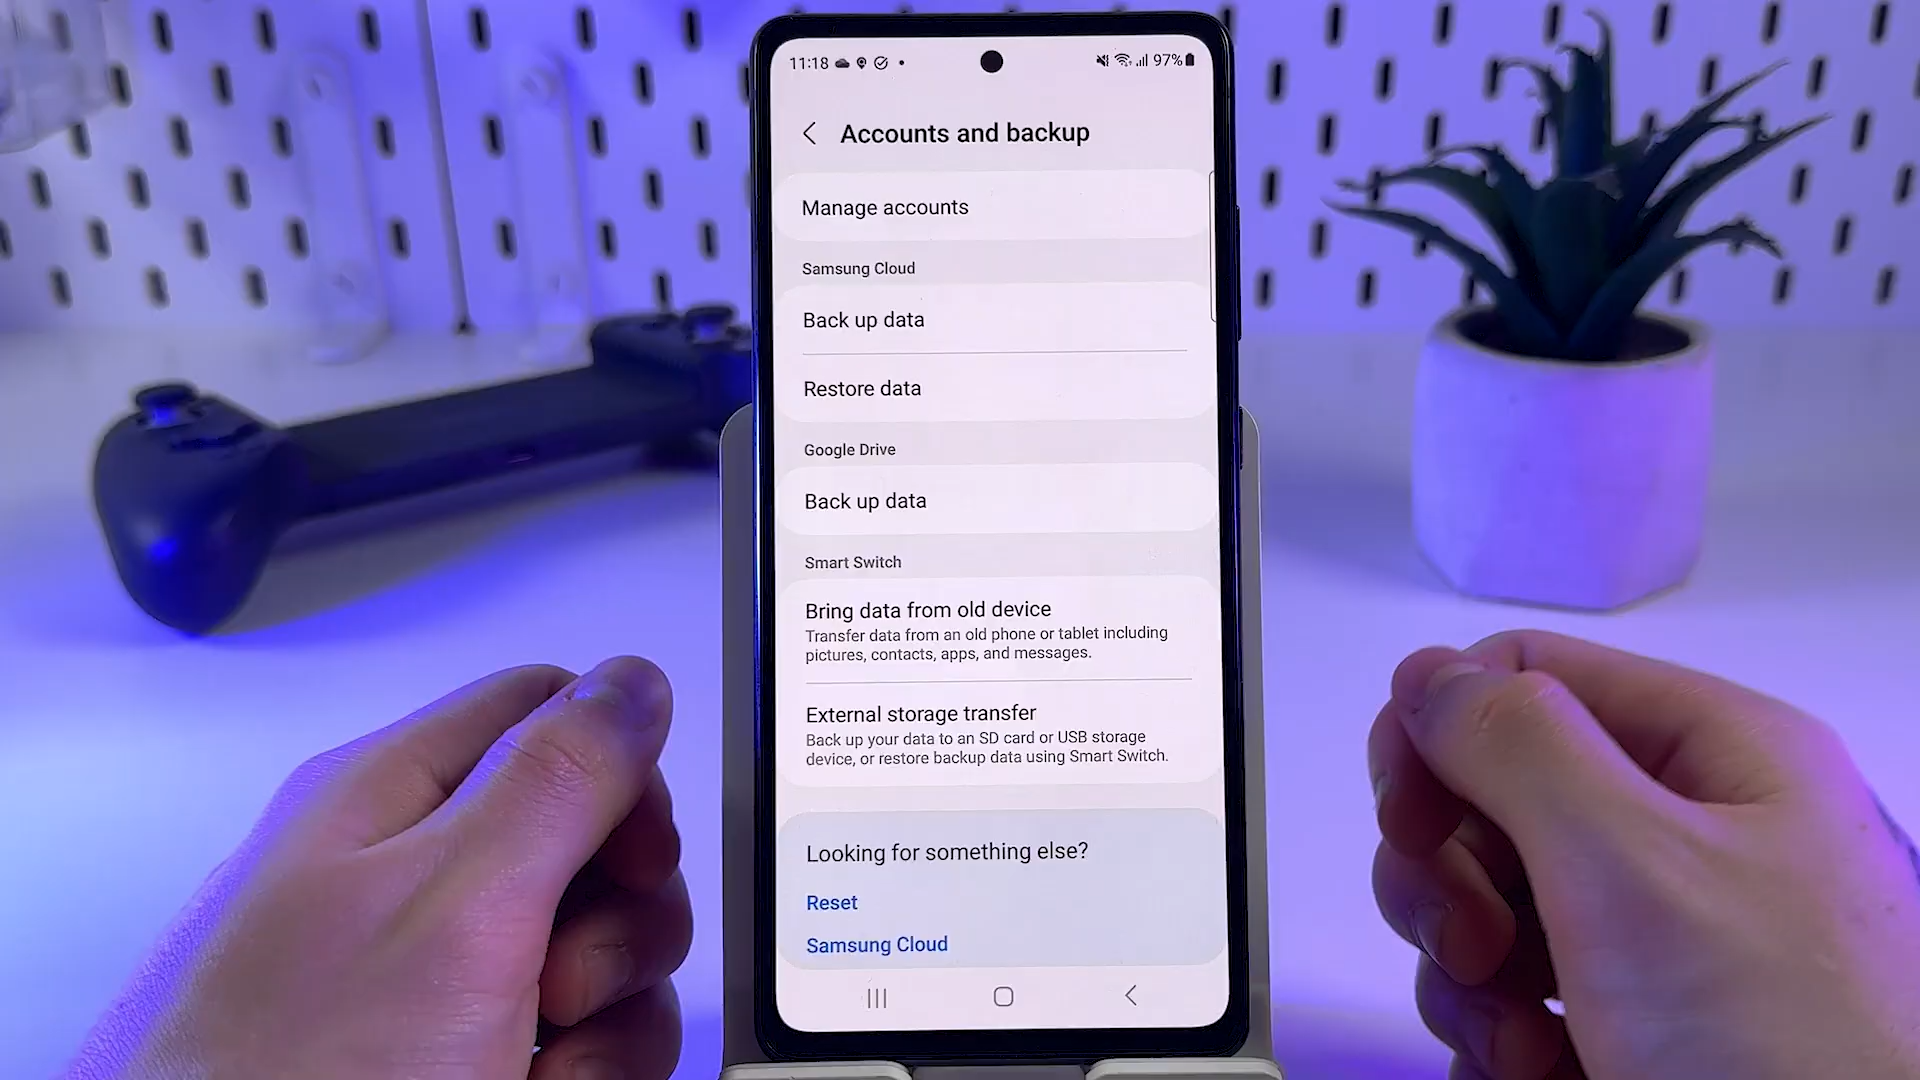 11:18
97%
Accounts and backup
Manage accounts
Samsung Cloud
Back up data
Restore data
Google Drive
Back up data
Smart Switch
Bring data from old device
Transfer data from an old phone or tablet including
pictures, contacts, apps, and messages.
External storage transfer
Back up your data to an SD card or USB storage
device, or restore backup data using Smart Switch.
Looking for something else?
Reset
Samsung Cloud